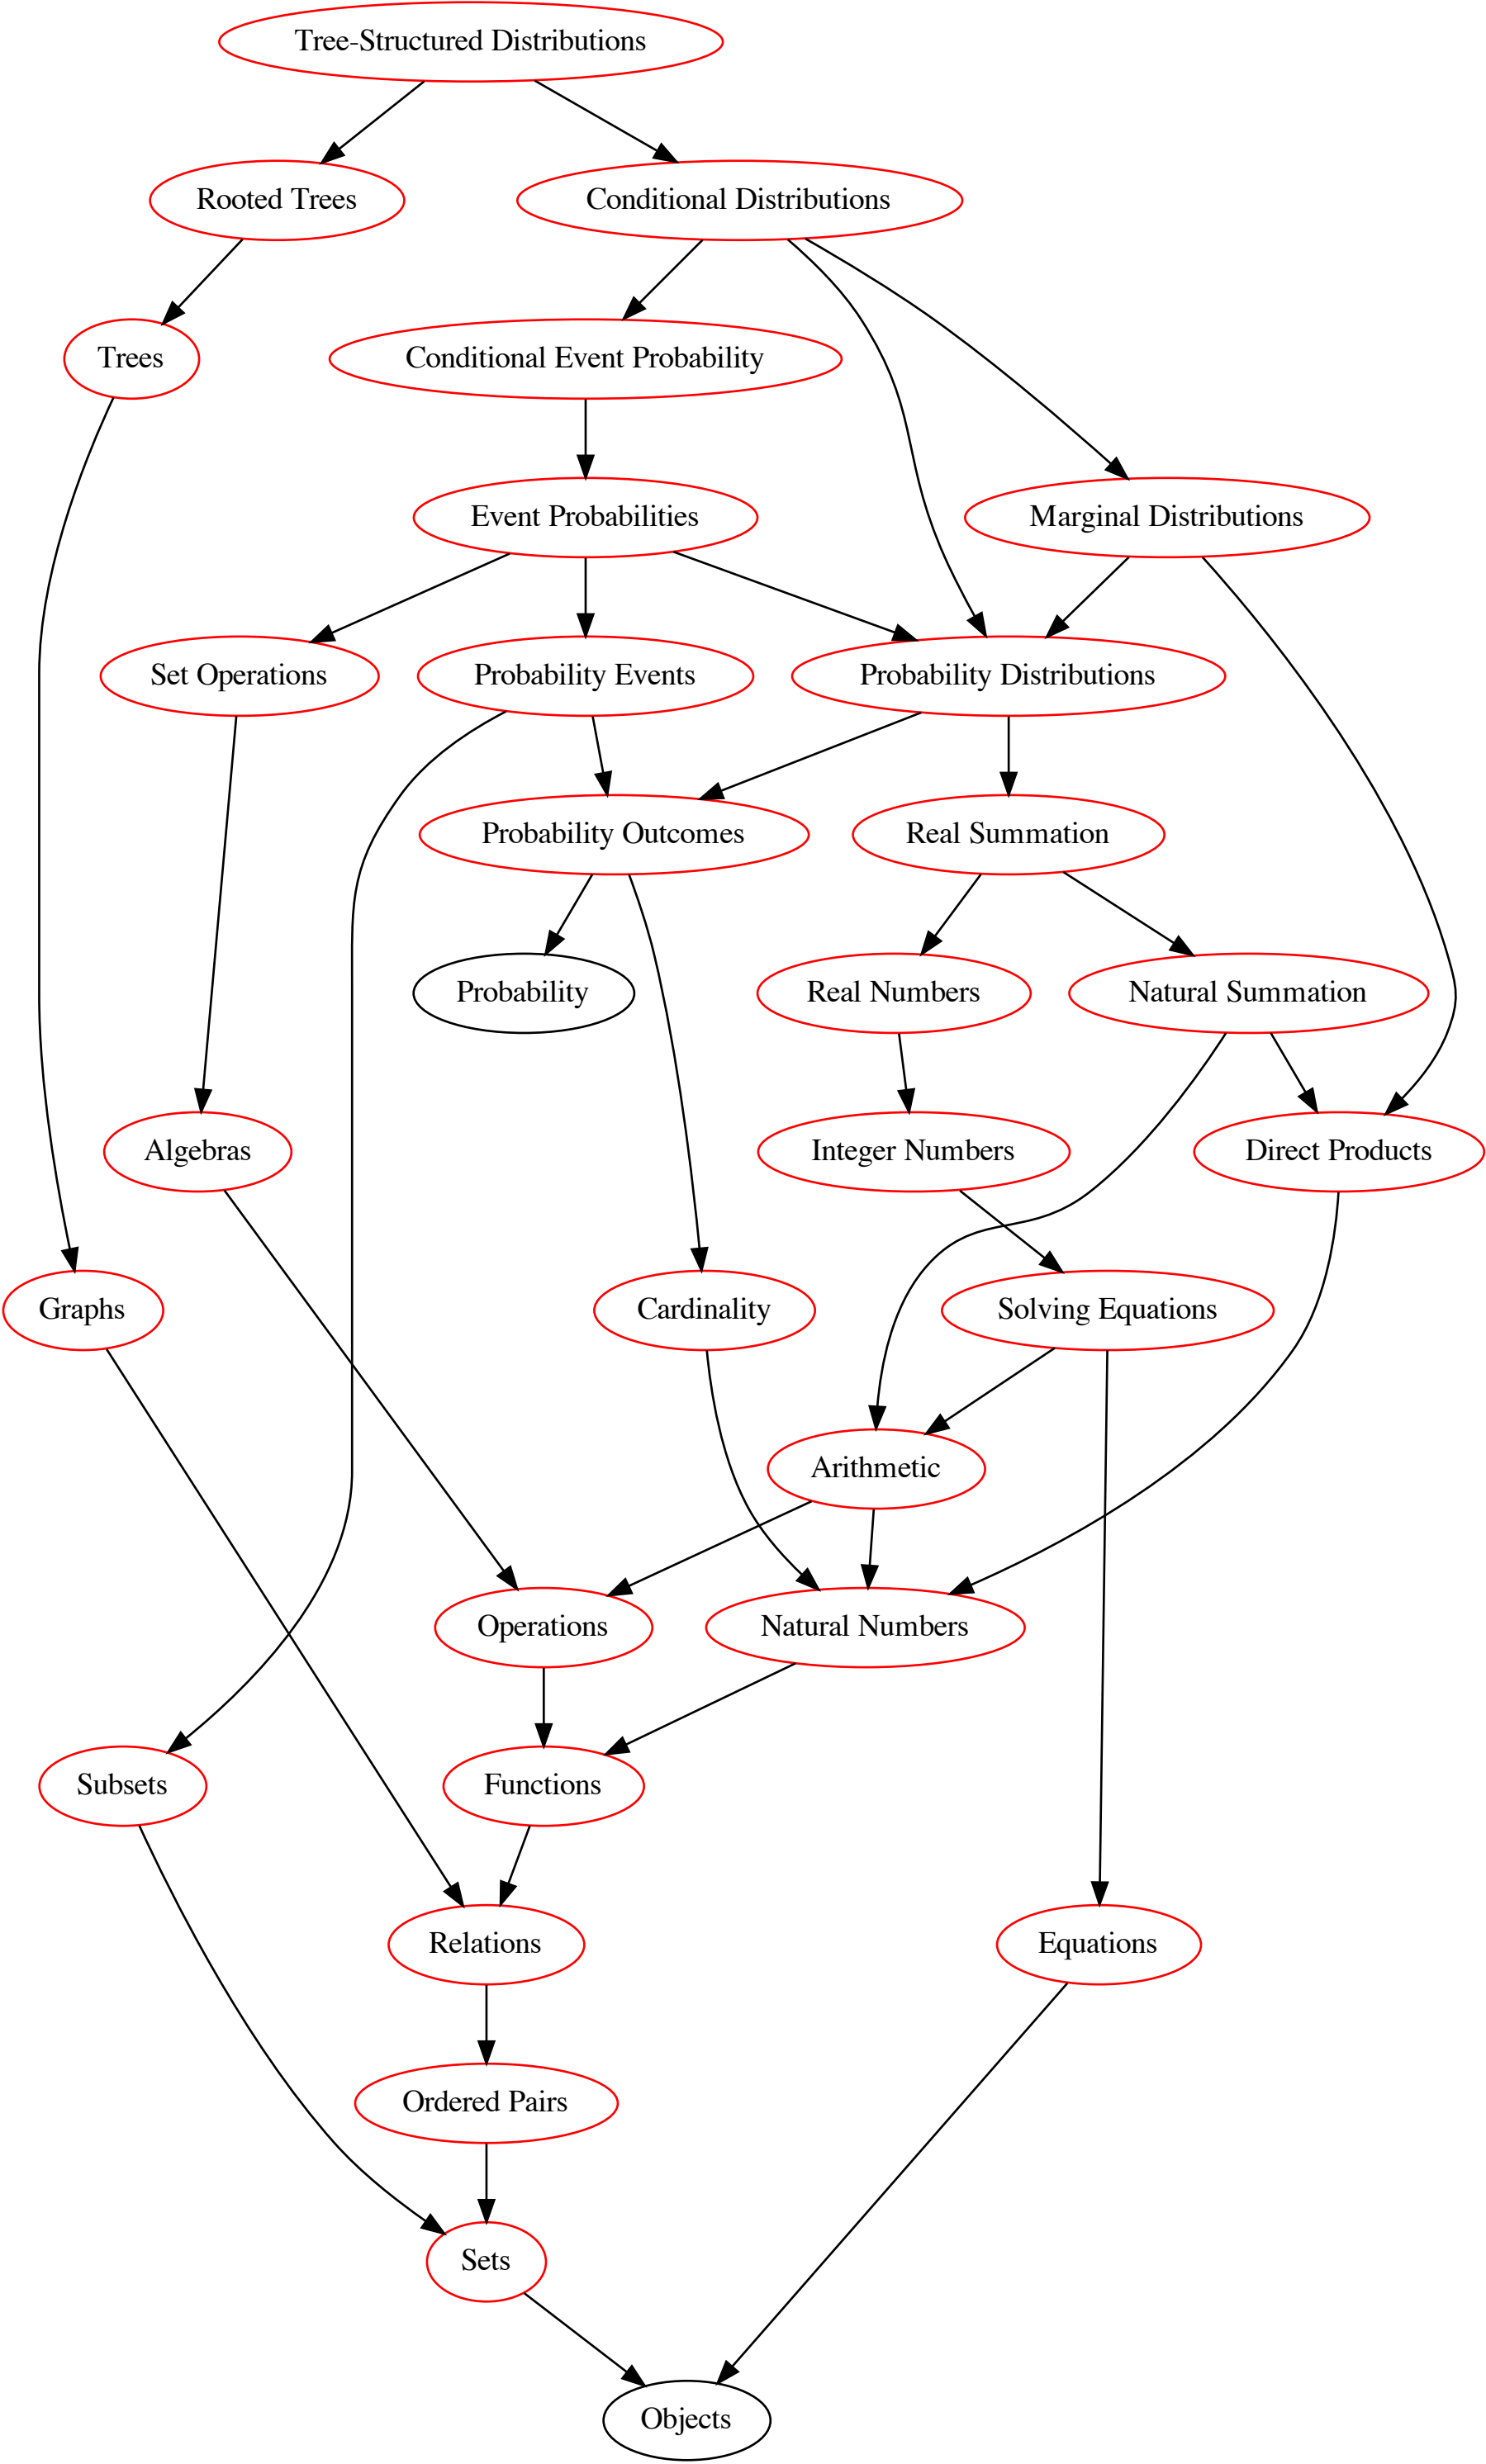 Tree-Structured Distributions
Rooted Trees
Conditional Distributions
Trees
Conditional Event Probability
Event Probabilities
Marginal Distributions
Set Operations
Probability Events
Probability Distributions
Probability Outcomes
Real Summation
Probability
Real Numbers
Natural Summation
Algebras
Integer Numbers
Direct Products
Graphs
Cardinality
Solving Equations
Arithmetic
Operations
Natural Numbers
Subsets
Functions
Relations
Equations
Ordered Pairs
Sets
Objects